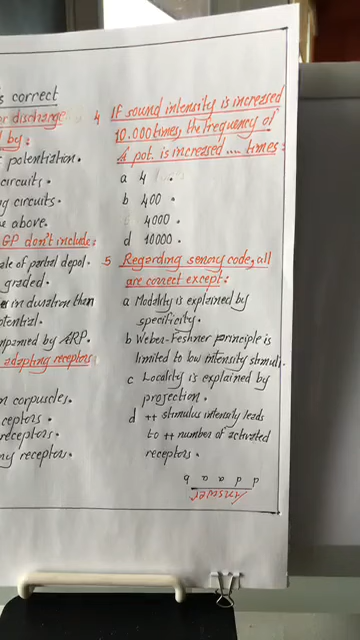 s correct
r discharge
d by:
potentiation.
circuits.
g circuits.
e above.
GP don't include:
ale of partial depol.
graded.
er in duration than
otential.
mpanied by ARP.
adapting receptors
n corpuscles.
ceptors.
receptors.
ny receptors.
4 IF sound intensity is increased
10.000 times, the frequency of
pot. is increased .... times:
a 4
b 400.
c 4000.
d 10000.
5 Regarding sensory code, all
are correct except:
a Modality is explained by
specificity.
b Weber-Feshner principle is
limited to low intensity stimuli.
c Locality is explained by
projection.
d ++ stimulus intensity leads
to ++ number of activated
receptors.
Answer
d d a a b